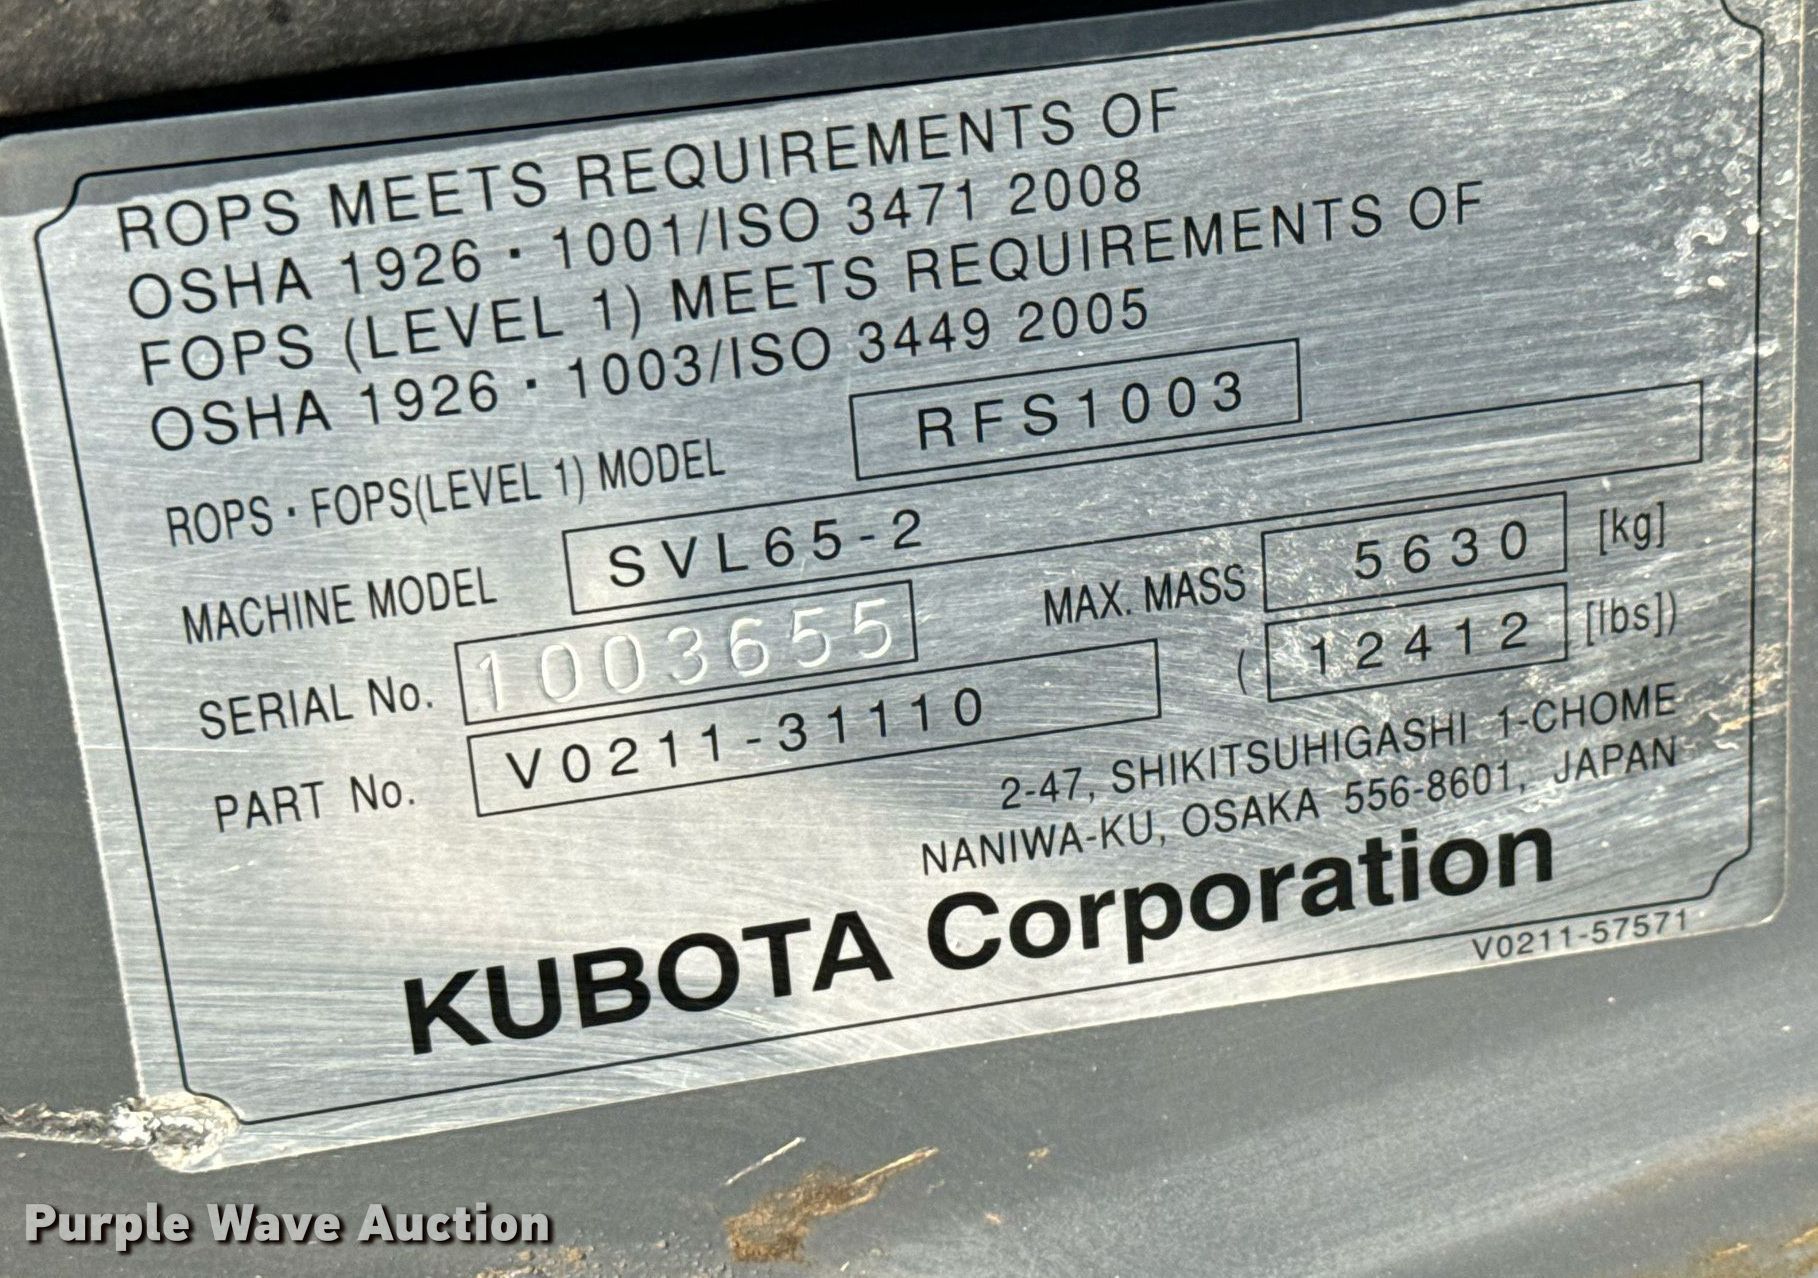 ROPS MEETS REQUIREMENTS OF
OSHA 1926・1001/ISO 3471 2008
FOPS (LEVEL 1) MEETS REQUIREMENTS OF
OSHA 1926・1003/ISO 3449 2005
ROPS・FOPS(LEVEL 1) MODEL RFS1003
MACHINE MODEL SVL65-2
SERIAL No. 1003655
MAX. MASS 5630 [kg]
(12412 [lbs])
PART No. V0211-31110
2-47, SHIKITSUHIGASHI 1-CHOME
NANIWA-KU, OSAKA 556-8601, JAPAN
KUBOTA Corporation
V0211-57571
Purple Wave Auction